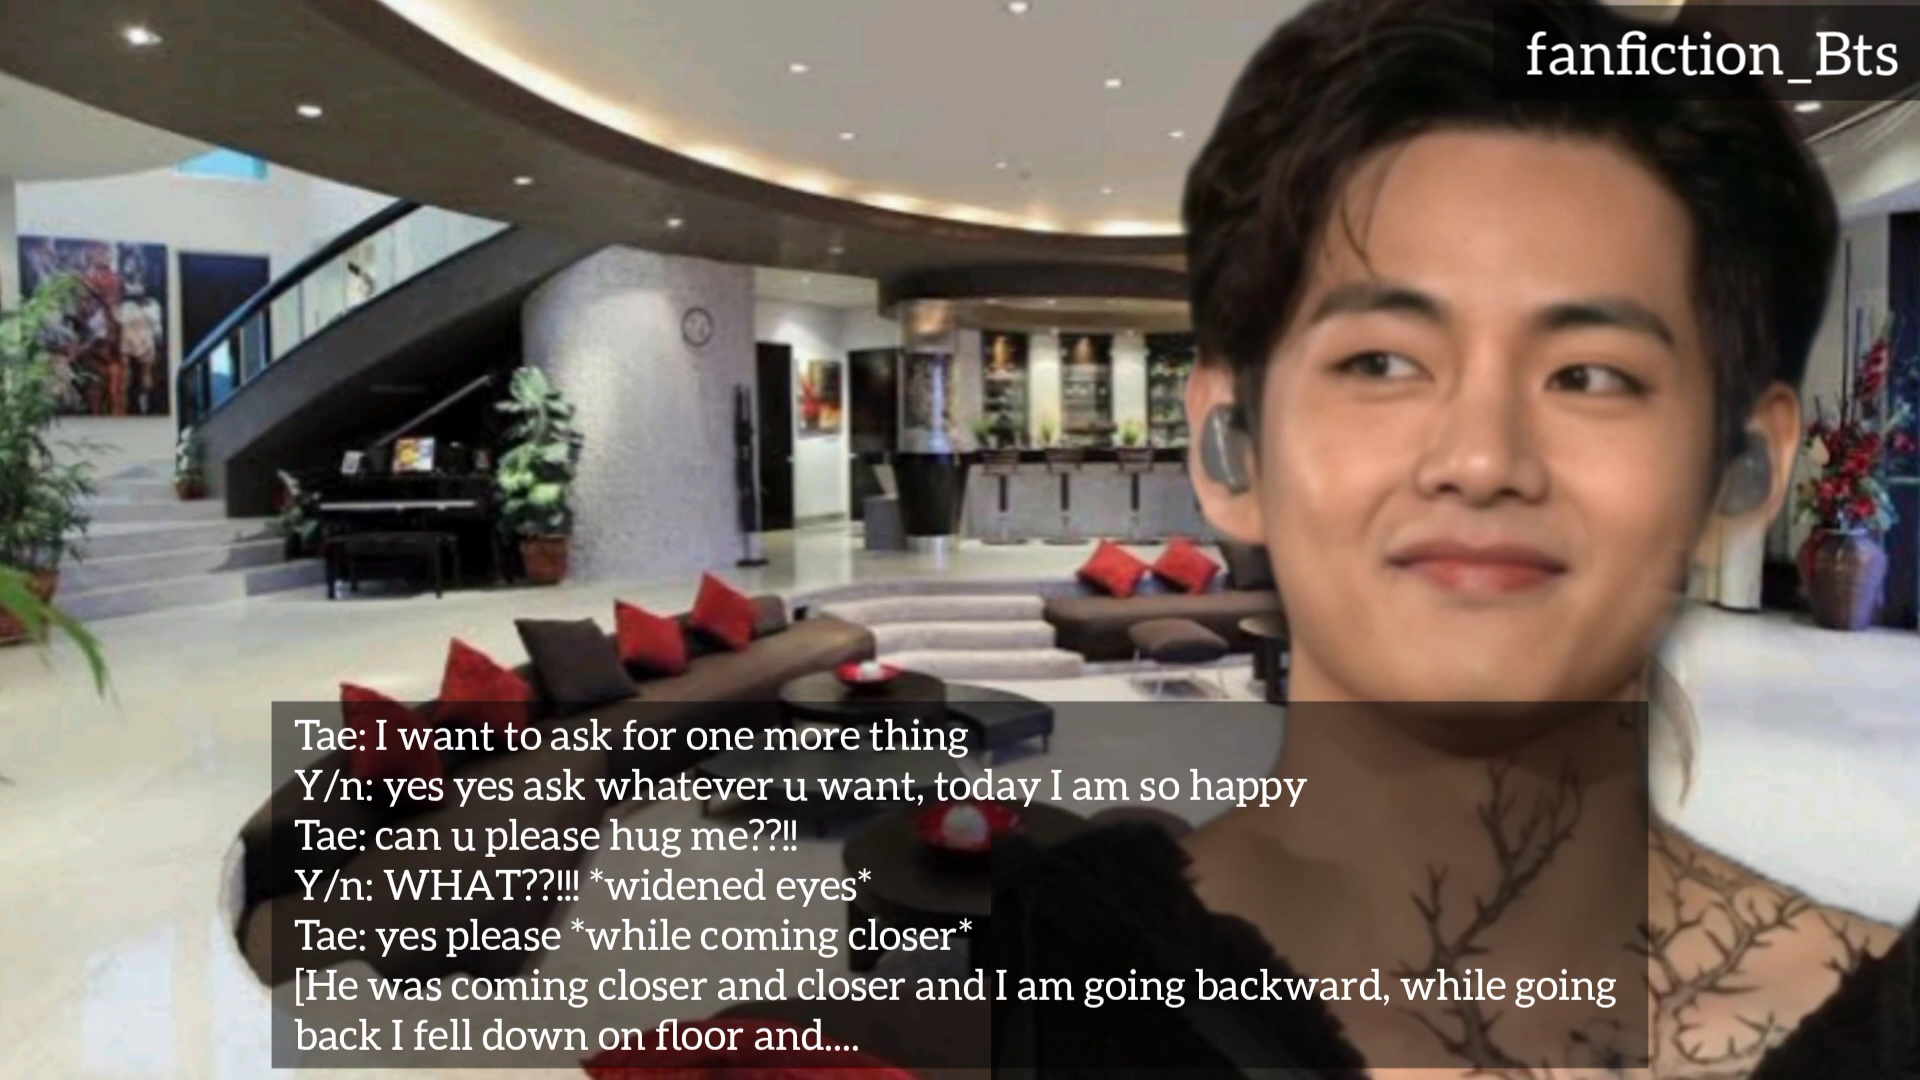 fanfiction_Bts
Tae: I want to ask for one more thing
Y/n: yes yes ask whatever u want, today I am so happy
Tae: can u please hug me??!!
Y/n: WHAT??!!! *widened eyes*
Tae: yes please *while coming closer*
[He was coming closer and closer and I am going backward, while going
back I fell down on floor and....